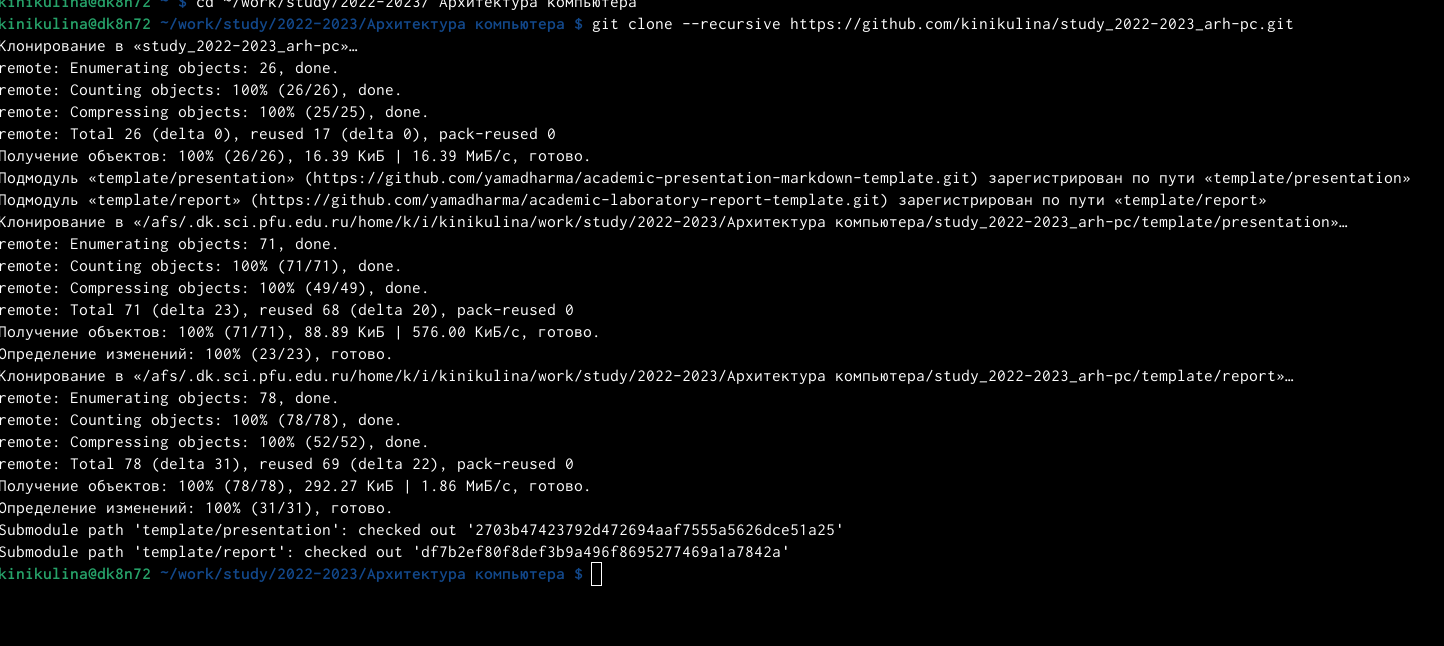 kinikulina@dk8n72 ~ $ cd ~/work/study/2022-2023/"Архитектура компьютера"
kinikulina@dk8n72 ~/work/study/2022-2023/Архитектура компьютера $ git clone --recursive https://github.com/kinikulina/study_2022-2023_arh-pc.git
Клонирование в «study_2022-2023_arh-pc»…
remote: Enumerating objects: 26, done.
remote: Counting objects: 100% (26/26), done.
remote: Compressing objects: 100% (25/25), done.
remote: Total 26 (delta 0), reused 17 (delta 0), pack-reused 0
Получение объектов: 100% (26/26), 16.39 КиБ | 16.39 МиБ/с, готово.
Подмодуль «template/presentation» (https://github.com/yamadharma/academic-presentation-markdown-template.git) зарегистрирован по пути «template/presentation»
Подмодуль «template/report» (https://github.com/yamadharma/academic-laboratory-report-template.git) зарегистрирован по пути «template/report»
Клонирование в «/afs/.dk.sci.pfu.edu.ru/home/k/i/kinikulina/work/study/2022-2023/Архитектура компьютера/study_2022-2023_arh-pc/template/presentation»…
remote: Enumerating objects: 71, done.
remote: Counting objects: 100% (71/71), done.
remote: Compressing objects: 100% (49/49), done.
remote: Total 71 (delta 23), reused 68 (delta 20), pack-reused 0
Получение объектов: 100% (71/71), 88.89 КиБ | 576.00 КиБ/с, готово.
Определение изменений: 100% (23/23), готово.
Клонирование в «/afs/.dk.sci.pfu.edu.ru/home/k/i/kinikulina/work/study/2022-2023/Архитектура компьютера/study_2022-2023_arh-pc/template/report»…
remote: Enumerating objects: 78, done.
remote: Counting objects: 100% (78/78), done.
remote: Compressing objects: 100% (52/52), done.
remote: Total 78 (delta 31), reused 69 (delta 22), pack-reused 0
Получение объектов: 100% (78/78), 292.27 КиБ | 1.86 МиБ/с, готово.
Определение изменений: 100% (31/31), готово.
Submodule path 'template/presentation': checked out '2703b47423792d472694aaf7555a5626dce51a25'
Submodule path 'template/report': checked out 'df7b2ef80f8def3b9a496f8695277469a1a7842a'
kinikulina@dk8n72 ~/work/study/2022-2023/Архитектура компьютера $